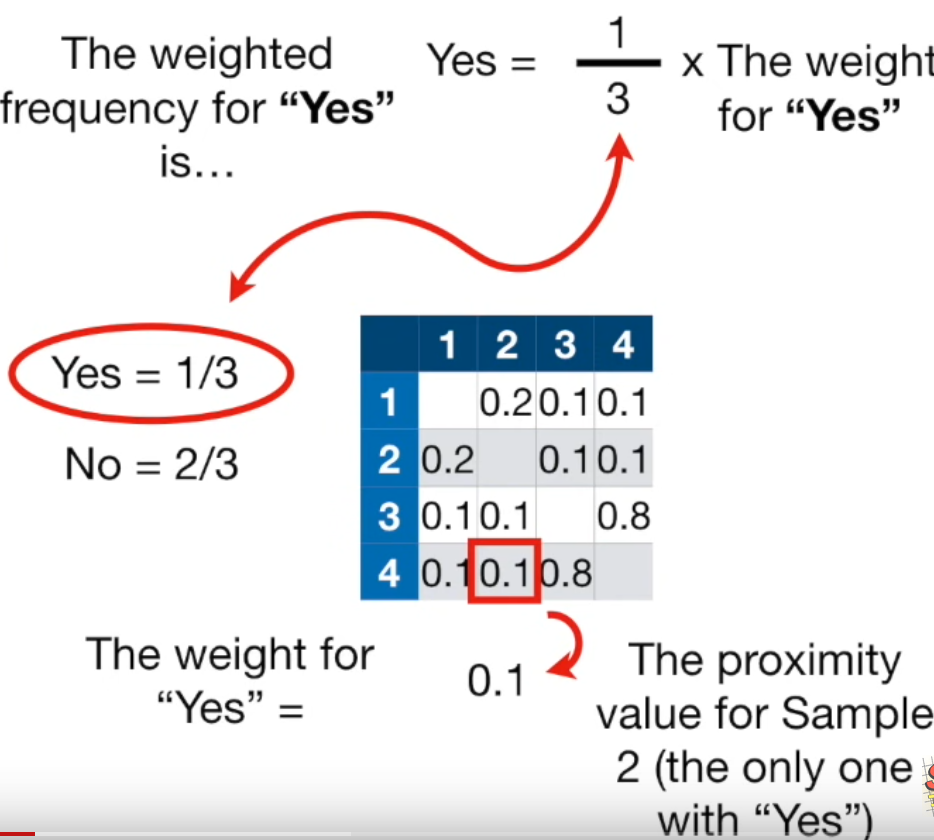 The weighted
frequency for “Yes”
is...
Yes = 1/3 x The weight
for “Yes”
Yes = 1/3
No = 2/3
1 2 3 4
1 0.2 0.1 0.1
2 0.2 0.1 0.1
3 0.1 0.1 0.8
4 0.1 0.1 0.8
The weight for
“Yes” =
0.1
The proximity
value for Sample
2 (the only one
with “Yes”)